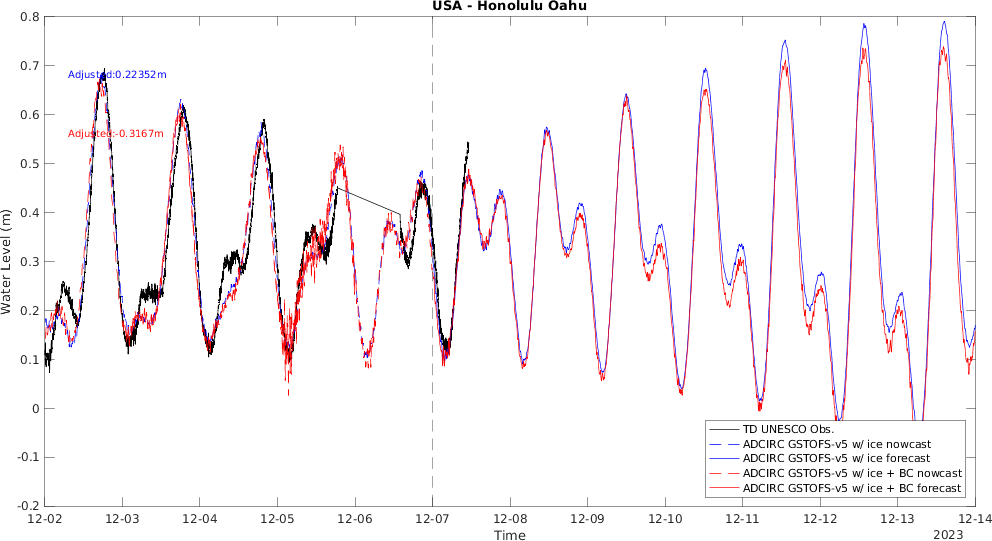 USA - Honolulu Oahu
0.8
0.7
Adjusted:0.22352m
0.6
Adjusted:-0.3167m
0.5
0.4
Water Level (m)
0.3
0.2
0.1
0
TD UNESCO Obs.
ADCIRC GSTOFS-v5 w/ ice nowcast
-0.1
ADCIRC GSTOFS-v5 w/ ice forecast
ADCIRC GSTOFS-v5 w/ ice + BC nowcast
ADCIRC GSTOFS-v5 w/ ice + BC forecast
-0.2
12-02 12-03 12-04 12-05 12-06 12-07 12-08 12-09 12-10 12-11 12-12 12-13 12-14
Time
2023